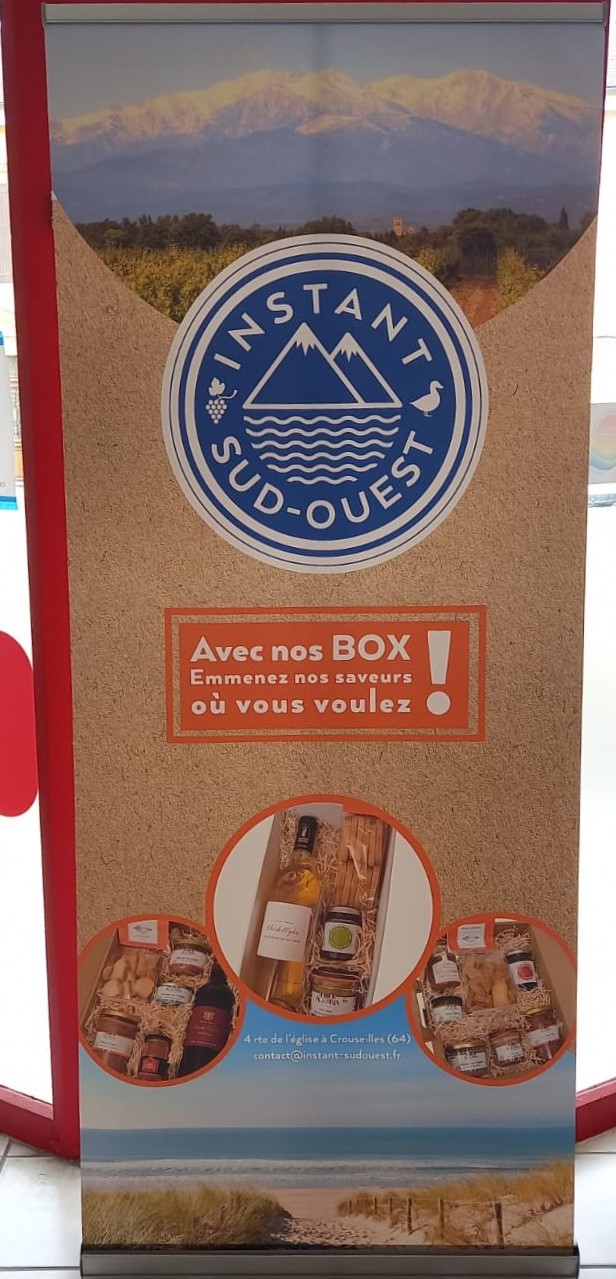 INSTANT
SUD-OUEST
Avec nos BOX
Emmenez nos saveurs
où vous voulez !
4 rte de l'église à Crouseilles (64)
contact@instant-sudouest.fr